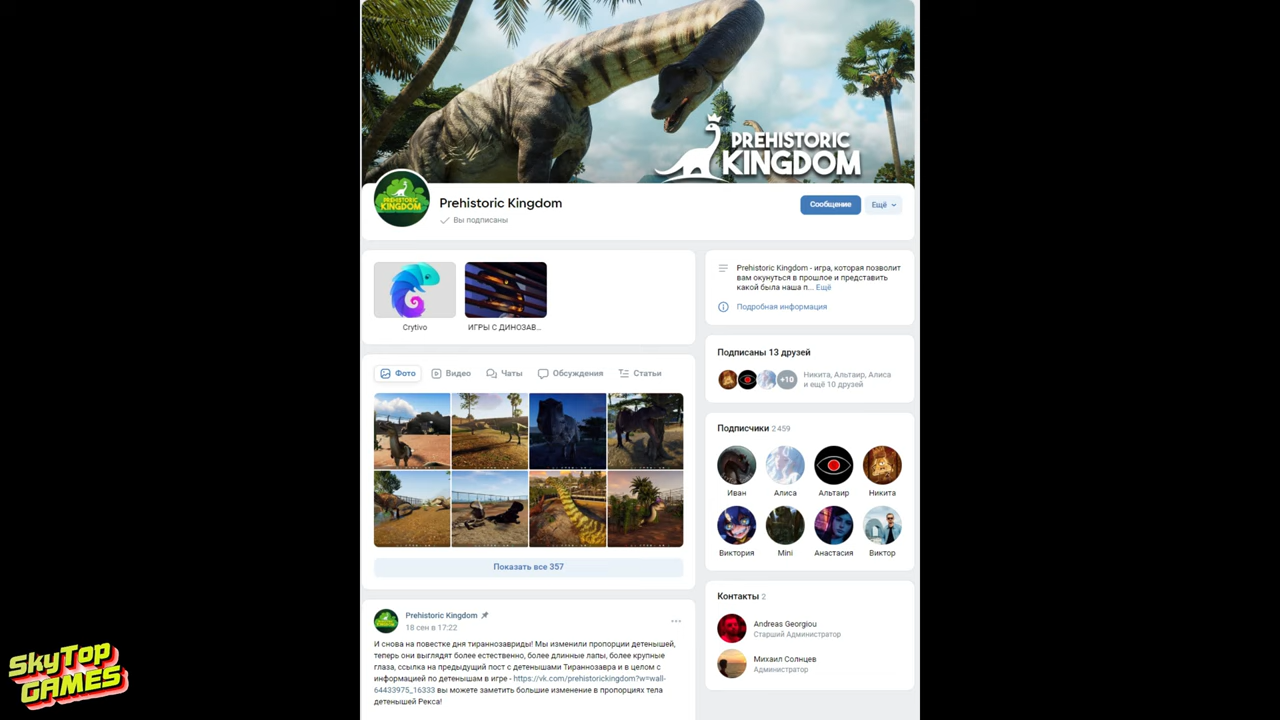 PREHISTORIC
KINGDOM
PREHISTORIC
KINGDOM
Prehistoric Kingdom
Вы подписаны
Сообщение
Ещё
Crytivo
ИГРЫ С ДИНОЗАВ...
Prehistoric Kingdom - игра, которая позволит
вам окунуться в прошлое и представить
какой была наша п... Ещё
Подробная информация
Подписаны 13 друзей
+10
Никита, Альтаир, Алиса
и ещё 10 друзей
Фото
Видео
Чаты
Обсуждения
Статьи
Показать все 357
Подписчики 2 459
Иван
Алиса
Альтаир
Никита
Виктория
Mini
Анастасия
Виктор
Контакты 2
Andreas Georgiou
Старший Администратор
Михаил Солнцев
Администратор
Prehistoric Kingdom
18 сен в 17:22
И снова на повестке дня тираннозавриды! Мы изменили пропорции детенышей,
теперь они выглядят более естественно, более длинные лапы, более крупные
глаза, ссылка на предыдущий пост с детенышами Тираннозавра и в целом с
информацией по детенышам в игре - https://vk.com/prehistorickingdom?w=wall-
64433975_16333 вы можете заметить большие изменение в пропорциях тела
детенышей Рекса!
SkyTop
GAMES